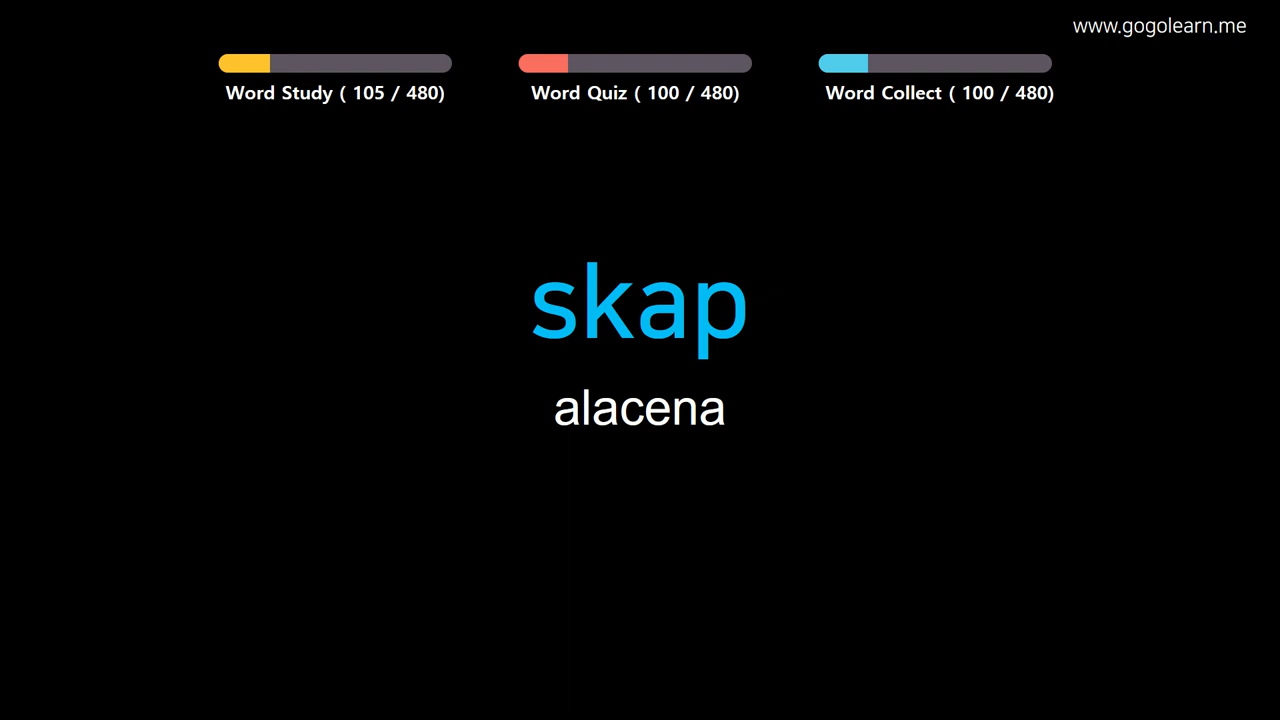 www.gogolearn.me
Word Study ( 105 / 480)
Word Quiz ( 100 / 480)
Word Collect ( 100 / 480)
skap
alacena